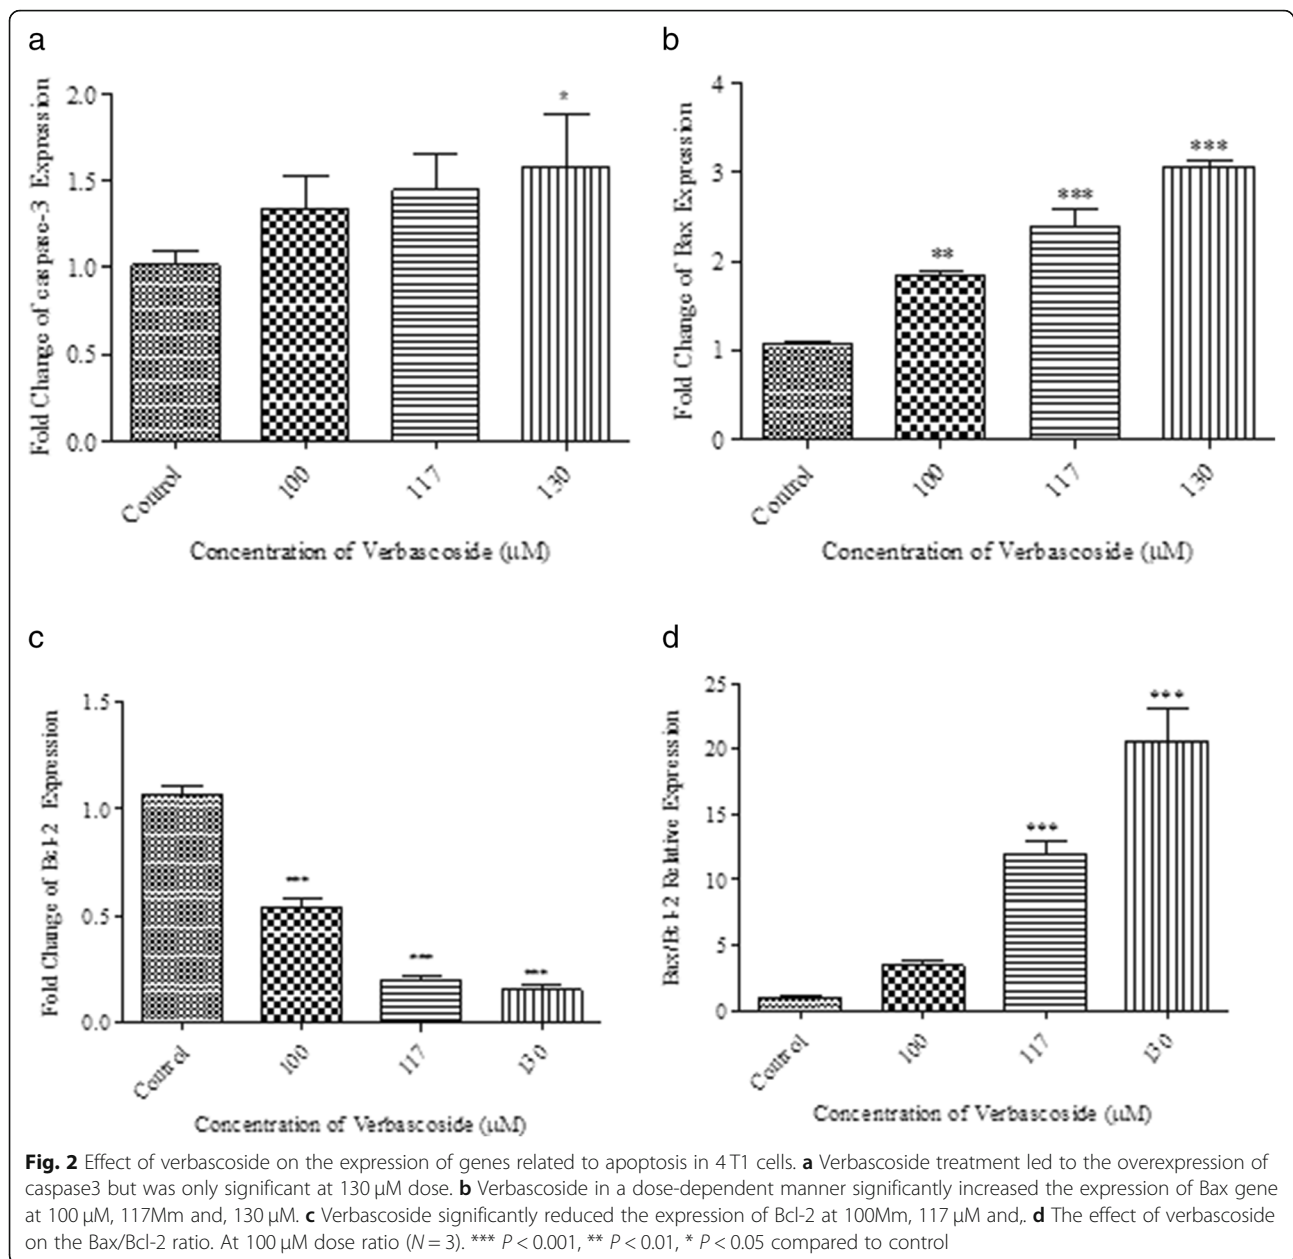 a
Fold Change of caspase-3 Expression
2.0
1.5
1.0
0.5
0.0
*
Control
100
117
130
Concentration of Verbascoside (μM)
b
Fold Change of Bax Expression
4
3
2
1
0
**
***
***
Control
100
117
130
Concentration of Verbascoside (μM)
c
Fold Change of Bcl-2 Expression
1.5
1.0
0.5
0.0
***
***
***
Control
100
117
130
Concentration of Verbascoside (μM)
d
Bax/Bcl-2 Relative Expression
25
20
15
10
5
0
***
***
Control
100
117
130
Concentration of Verbascoside (μM)
Fig. 2 Effect of verbascoside on the expression of genes related to apoptosis in 4 T1 cells. a Verbascoside treatment led to the overexpression of
caspase3 but was only significant at 130 μM dose. b Verbascoside in a dose-dependent manner significantly increased the expression of Bax gene
at 100 μM, 117Mm and, 130 μM. c Verbascoside significantly reduced the expression of Bcl-2 at 100Mm, 117 μM and,. d The effect of verbascoside
on the Bax/Bcl-2 ratio. At 100 μM dose ratio (N = 3). *** P < 0.001, ** P < 0.01, * P < 0.05 compared to control